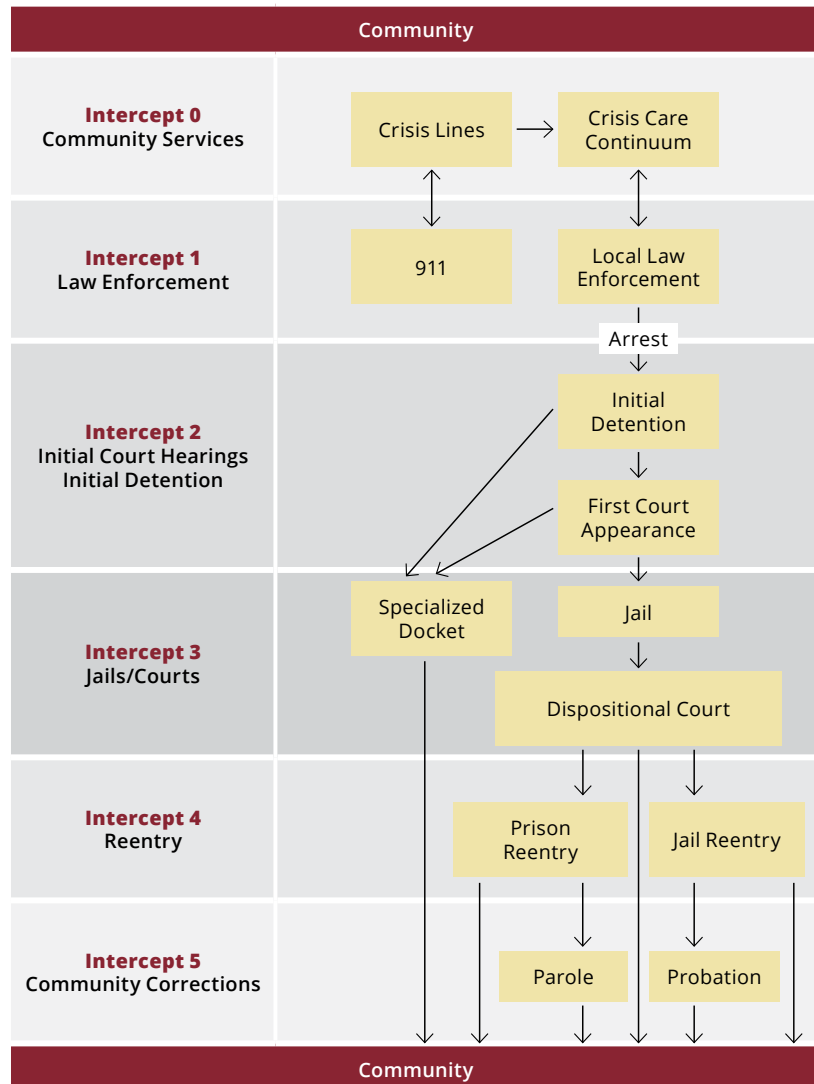 Community
Intercept 0
Community Services
Crisis Lines
Crisis Care
Continuum
Intercept 1
Law Enforcement
911
Local Law
Enforcement
Arrest
Intercept 2
Initial Court Hearings
Initial Detention
Initial
Detention
First Court
Appearance
Intercept 3
Jails/Courts
Specialized
Docket
Jail
Dispositional Court
Intercept 4
Reentry
Prison
Reentry
Jail Reentry
Intercept 5
Community Corrections
Parole
Probation
Community